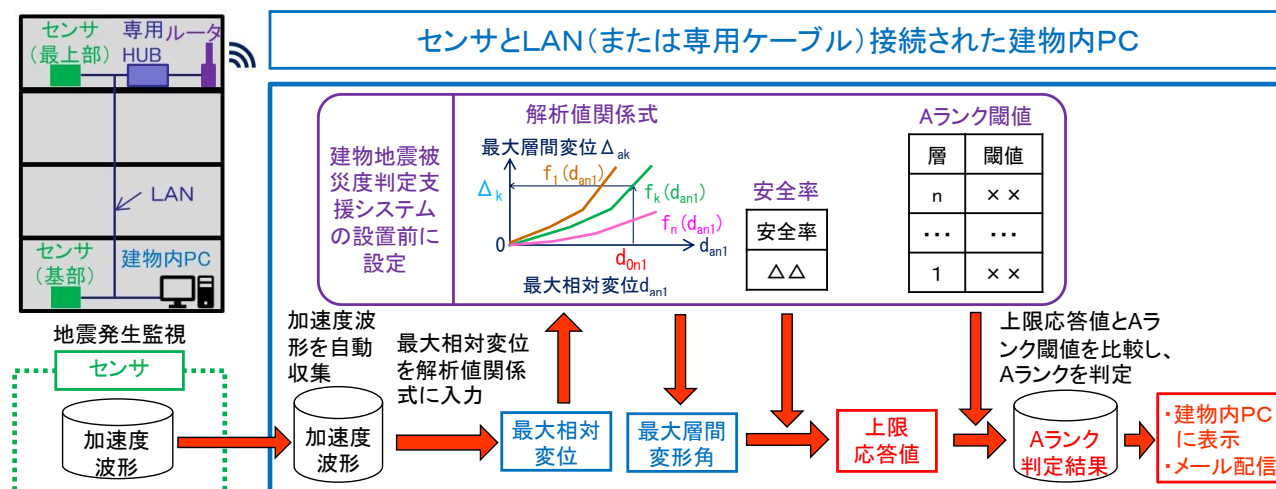 センサとLAN(または専用ケーブル)接続された建物内PC
センサ
(最上部)
専用
HUB
ルータ
LAN
センサ
(基部)
建物内PC
建物地震被
災度判定支
援システム
の設置前に
設定
解析値関係式
最大層間変位Δak
Δk
f1(dan1)
fk(dan1)
fn(dan1)
0
dan1
d0n1
最大相対変位dan1
安全率
安全率
△△
Aランク閾値
層 閾値
n ××
… …
1 ××
地震発生監視
センサ
加速度
波形
加速度波
形を自動
収集
加速度
波形
最大相対変位
を解析値関係
式に入力
最大相対
変位
最大層間
変形角
上限
応答値
上限応答値とAラ
ンク閾値を比較し、
Aランクを判定
Aランク
判定結果
・建物内PC
に表示
・メール配信